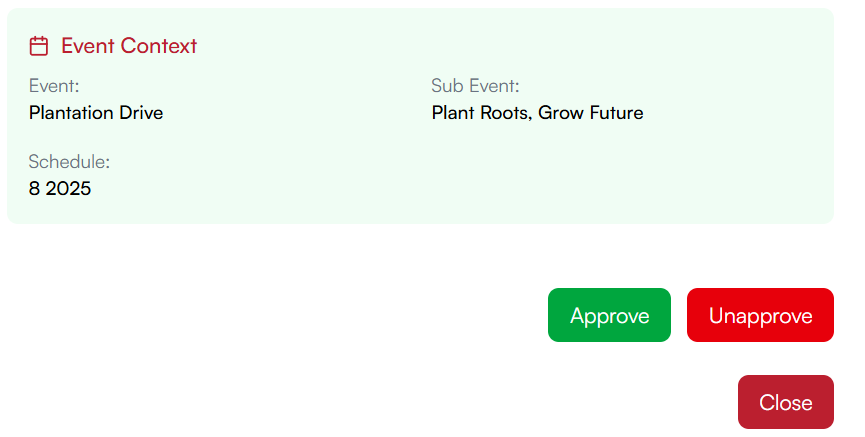 Event Context
Event:
Plantation Drive
Sub Event:
Plant Roots, Grow Future
Schedule:
8 2025
Approve
Unapprove
Close